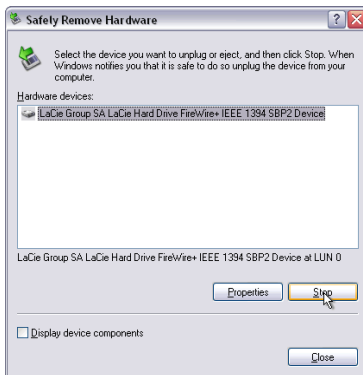 Safely Remove Hardware
Select the device you want to unplug or eject, and then click Stop. When
Windows notifies you that it is safe to do so unplug the device from your
computer.
Hardware devices:
LaCie Group SA LaCie Hard Drive FireWire+ IEEE 1394 SBP2 Device
LaCie Group SA LaCie Hard Drive FireWire+ IEEE 1394 SBP2 Device at LUN 0
Properties
Stop
Display device components
Close